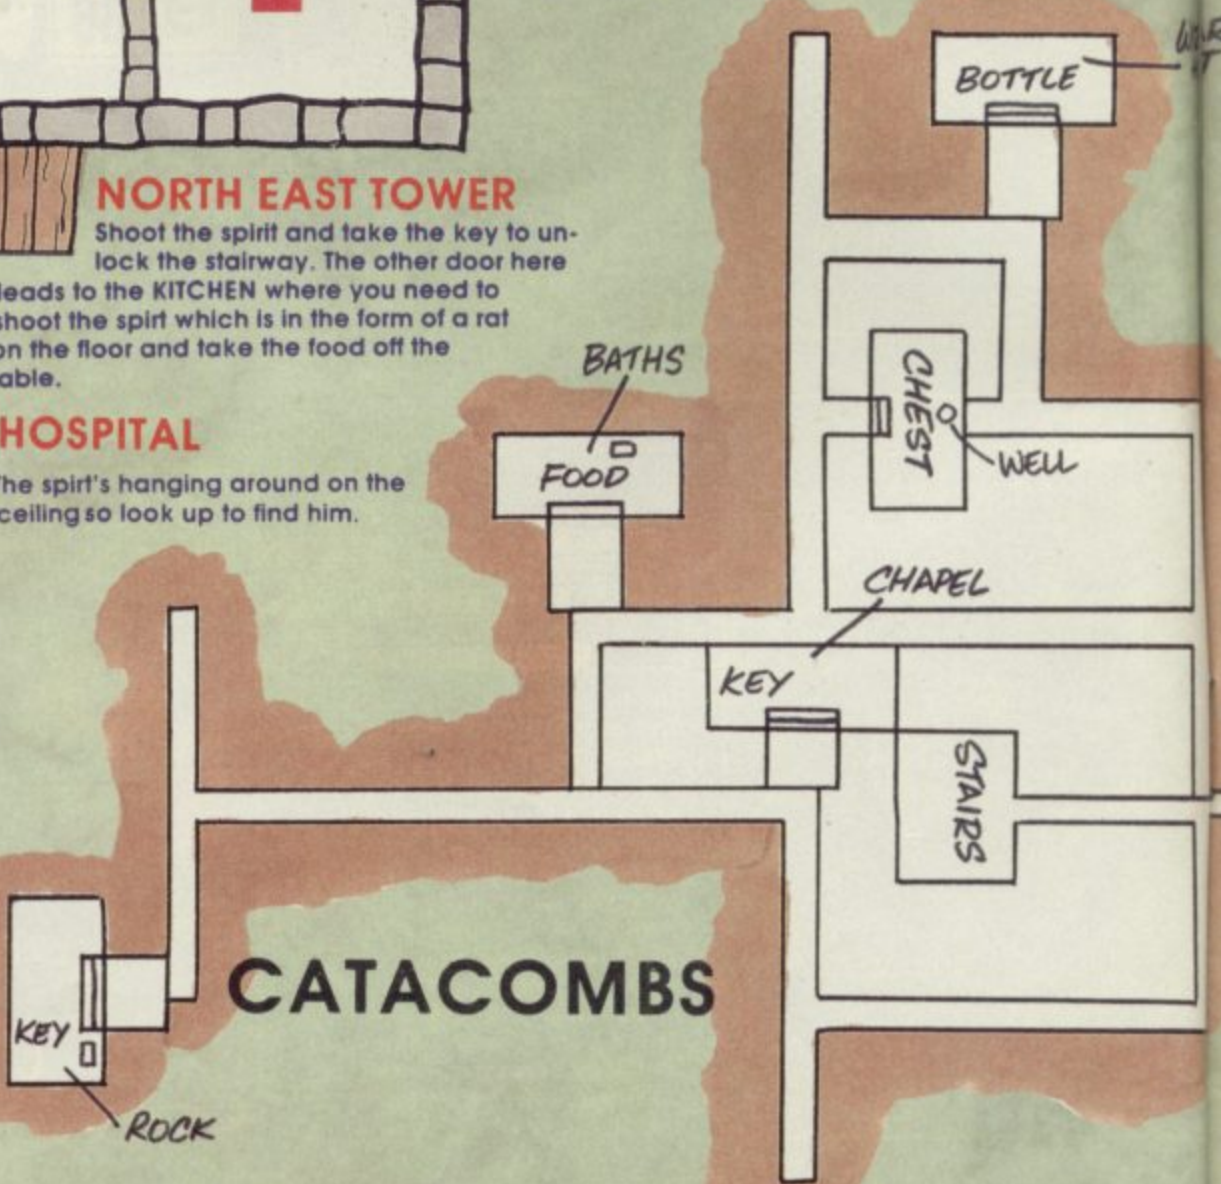 BOTTLE
NORTH EAST TOWER
Shoot the spirit and take the key to un-
lock the stairway. The other door here
leads to the KITCHEN where you need to
shoot the spirt which is in the form of a rat
on the floor and take the food off the
able.
HOSPITAL
The spirt's hanging around on the
ceiling so look up to find him.
BATHS
FOOD
CHEST
WELL
CHAPEL
KEY
STAIRS
CATACOMBS
KEY
ROCK